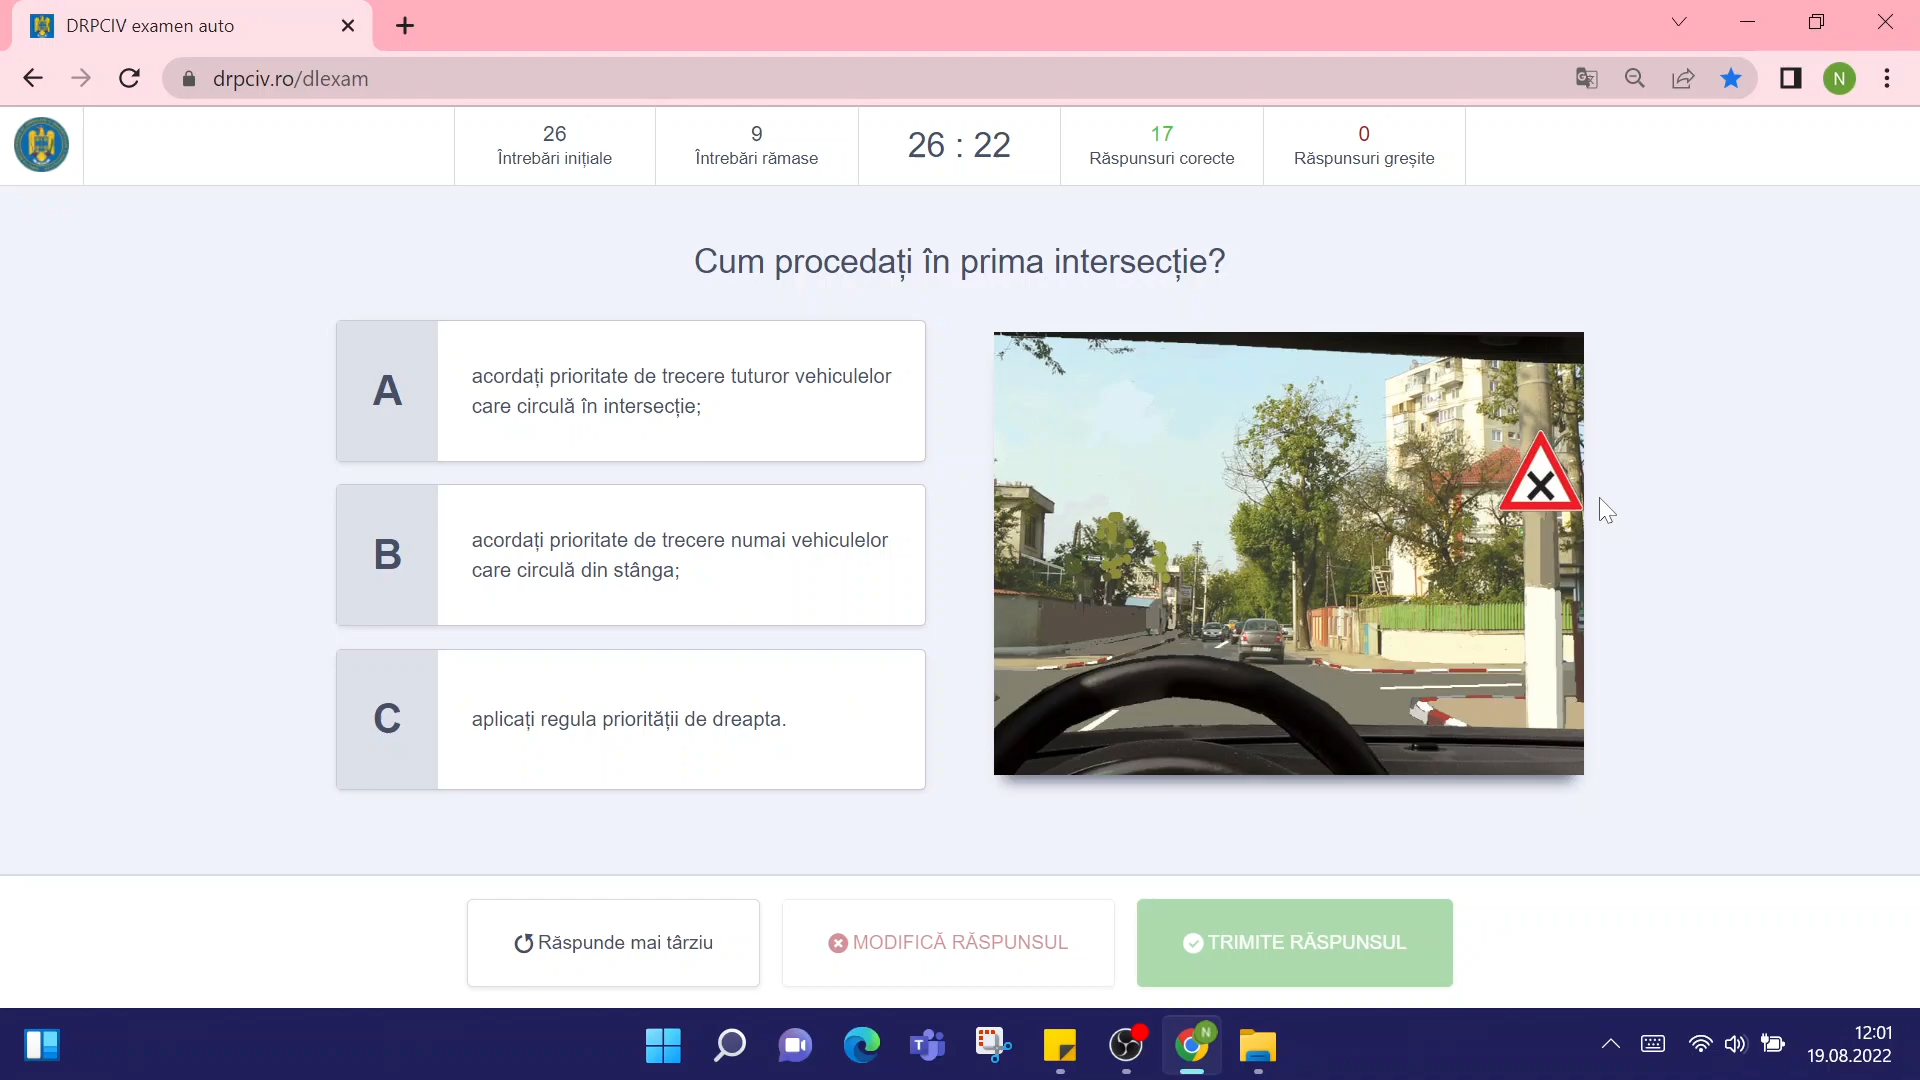 DRPCIV examen auto
drpciv.ro/dlexam
N
26
Întrebări inițiale
9
Întrebări rămase
26 : 22
17
Răspunsuri corecte
0
Răspunsuri greșite
Cum procedați în prima intersecție?
A
acordați prioritate de trecere tuturor vehiculelor
care circulă în intersecție;
B
acordați prioritate de trecere numai vehiculelor
care circulă din stânga;
C
aplicați regula priorității de dreapta.
Răspunde mai târziu
MODIFICĂ RĂSPUNSUL
TRIMITE RĂSPUNSUL
T
N
12:01
19.08.2022